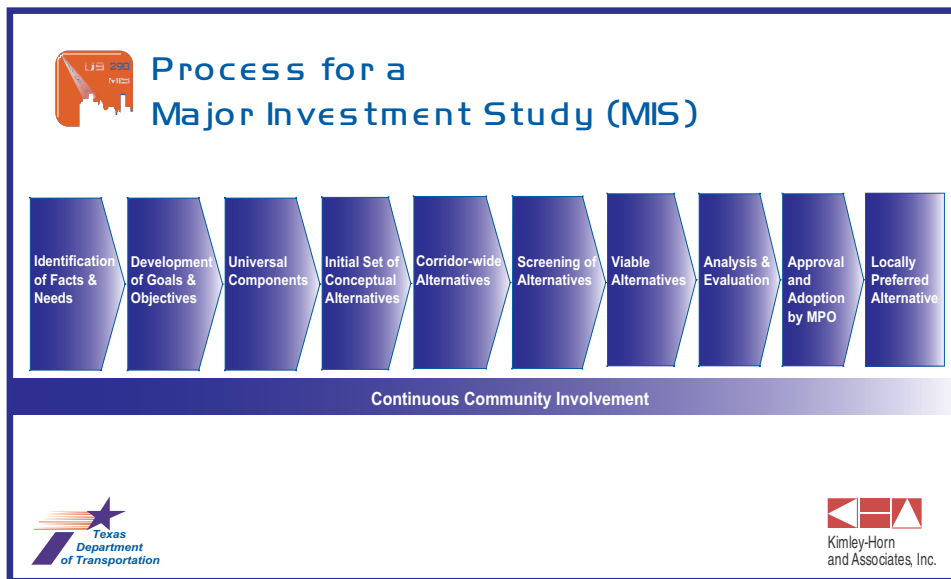 US 290
MIS
Process for a
Major Investment Study (MIS)
Identification
of Facts &
Needs
Development
of Goals &
Objectives
Universal
Components
Initial Set of
Conceptual
Alternatives
Corridor-wide
Alternatives
Screening of
Alternatives
Viable
Alternatives
Analysis &
Evaluation
Approval
and
Adoption
by MPO
Locally
Preferred
Alternative
Continuous Community Involvement
Texas
Department
of Transportation
KHA
Kimley-Horn
and Associates, Inc.